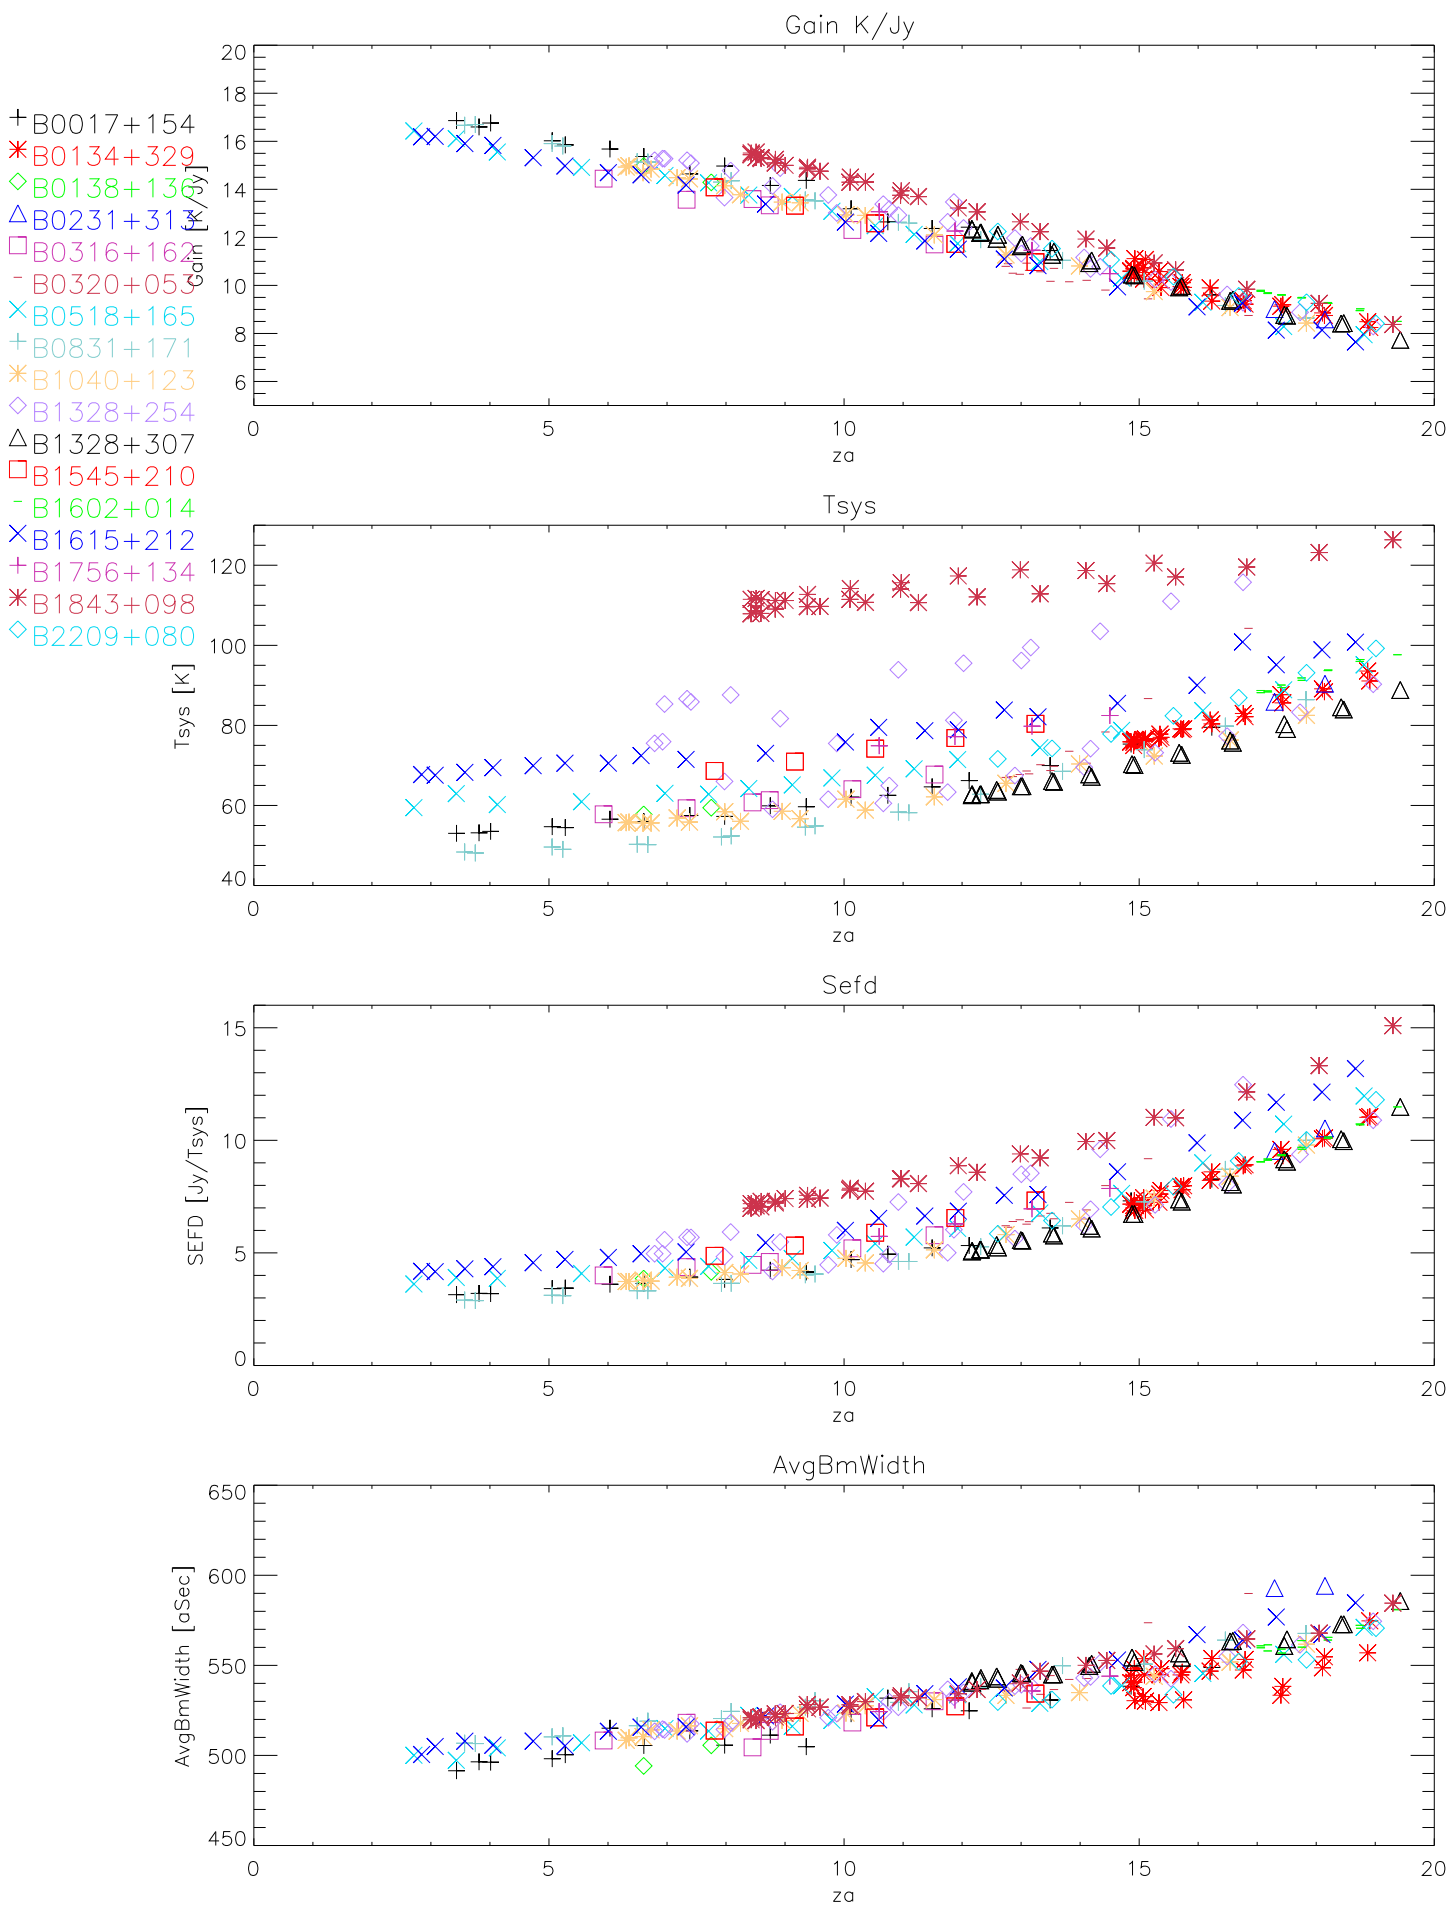 Gain K/Jy
20
18
16
14
12
10
8
6
Gain [K/Jy]
0 5 10 15 20
za
B0017+154
B0134+329
B0138+136
B0231+313
B0316+162
B0320+053
B0518+165
B0831+171
B1040+123
B1328+254
B1328+307
B1545+210
B1602+014
B1615+212
B1756+134
B1843+098
B2209+080
Tsys
120
100
80
60
40
Tsys [K]
0 5 10 15 20
za
Sefd
15
10
5
0
SEFD [Jy/Tsys]
0 5 10 15 20
za
AvgBmWidth
650
600
550
500
450
AvgBmWidth [aSec]
0 5 10 15 20
za